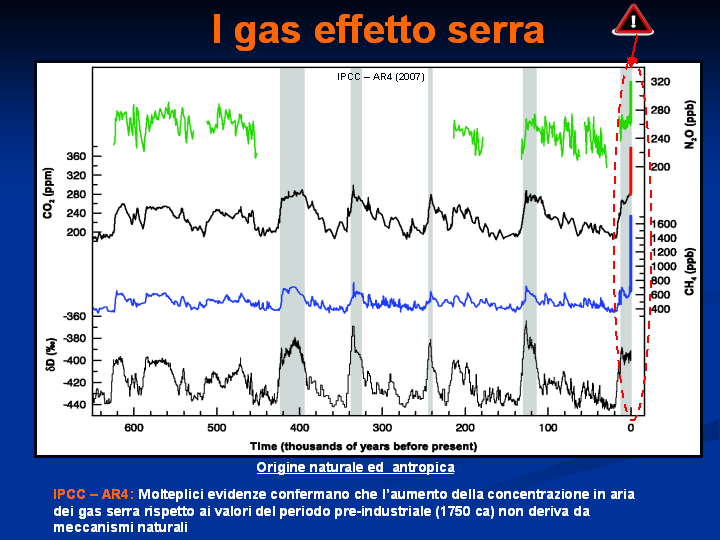 I gas effetto serra
!
IPCC – AR4 (2007)
320
280
240
200
N2O (ppb)
360
320
280
240
200
CO2 (ppm)
1600
1400
1200
1000
800
600
400
CH4 (ppb)
-360
-380
-400
-420
-440
δD (‰)
600 500 400 300 200 100 0
Time (thousands of years before present)
Origine naturale ed antropica
IPCC – AR4: Molteplici evidenze confermano che l'aumento della concentrazione in aria
dei gas serra rispetto ai valori del periodo pre-industriale (1750 ca) non deriva da
meccanismi naturali